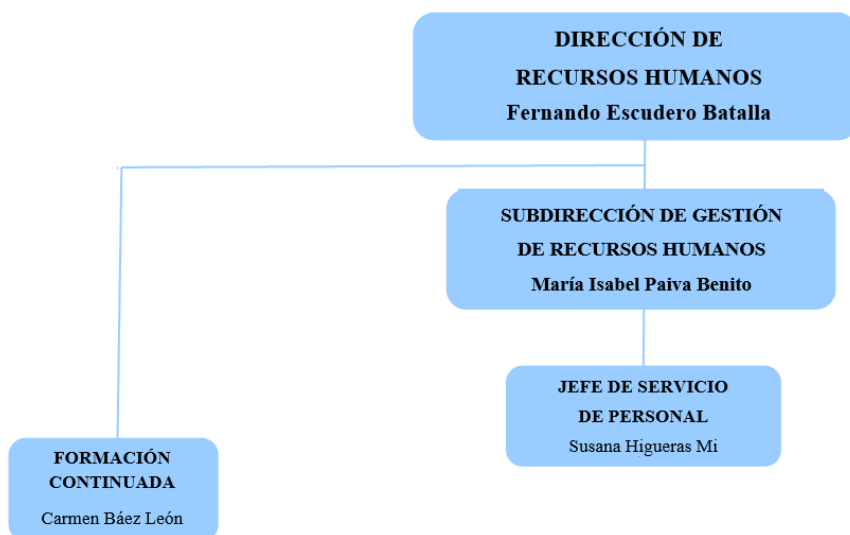 DIRECCIÓN DE
RECURSOS HUMANOS
Fernando Escudero Batalla
SUBDIRECCIÓN DE GESTIÓN
DE RECURSOS HUMANOS
María Isabel Paiva Benito
JEFE DE SERVICIO
DE PERSONAL
Susana Higueras Mi
FORMACIÓN
CONTINUADA
Carmen Báez León